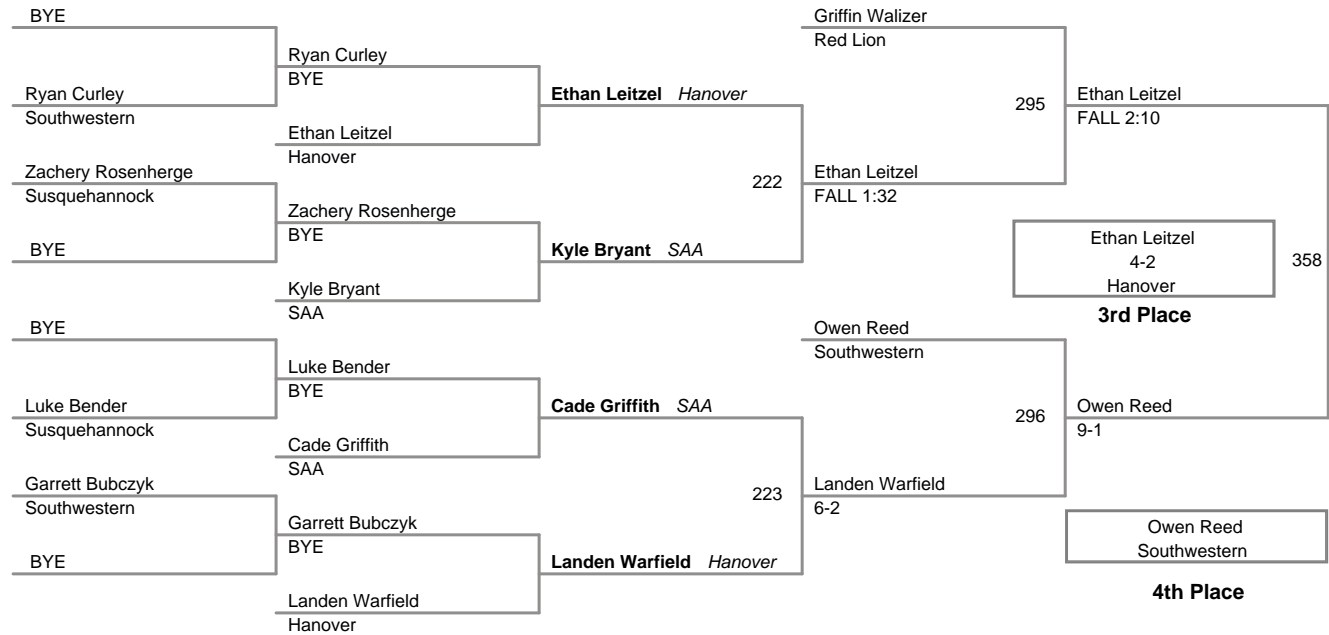 BYE
Ryan Curley
Southwestern
Zachery Rosenherge
Susquehannock
BYE
BYE
Luke Bender
Susquehannock
Garrett Bubczyk
Southwestern
BYE
Ryan Curley
BYE
Ethan Leitzel
Hanover
Zachery Rosenherge
BYE
Kyle Bryant
SAA
Luke Bender
BYE
Cade Griffith
SAA
Garrett Bubczyk
BYE
Landen Warfield
Hanover
Ethan Leitzel Hanover
222
Kyle Bryant SAA
Cade Griffith SAA
223
Landen Warfield Hanover
Griffin Walizer
Red Lion
295
Ethan Leitzel
FALL 1:32
Owen Reed
Southwestern
296
Landen Warfield
6-2
Ethan Leitzel
FALL 2:10
358
Owen Reed
9-1
Ethan Leitzel
4-2
Hanover
3rd Place
Owen Reed
Southwestern
4th Place